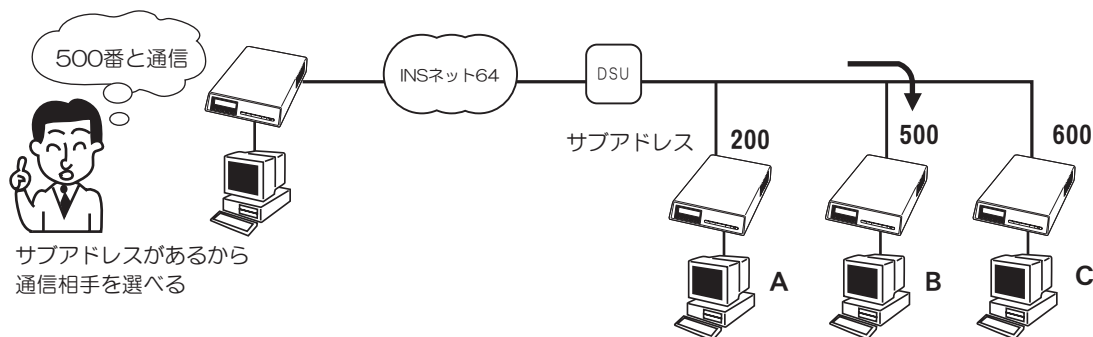 500番と通信
INSネット64
DSU
サブアドレス
200
500
600
A
B
C
サブアドレスがあるから
通信相手を選べる